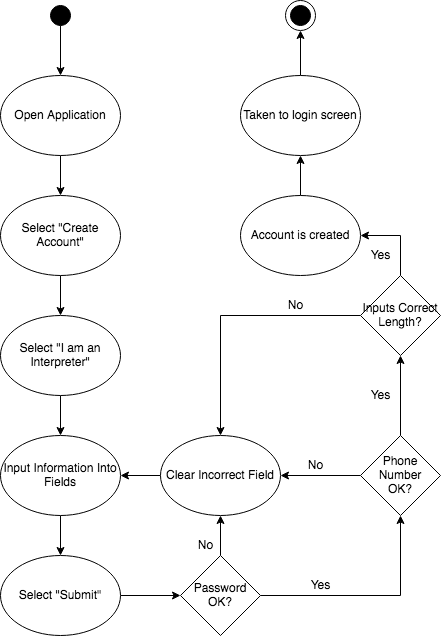 Open Application
Select "Create
Account"
Select "I am an
Interpreter"
Input Information Into
Fields
Select "Submit"
Password
OK?
No
Yes
Clear Incorrect Field
Phone
Number
OK?
No
Yes
Inputs Correct
Length?
No
Yes
Account is created
Taken to login screen